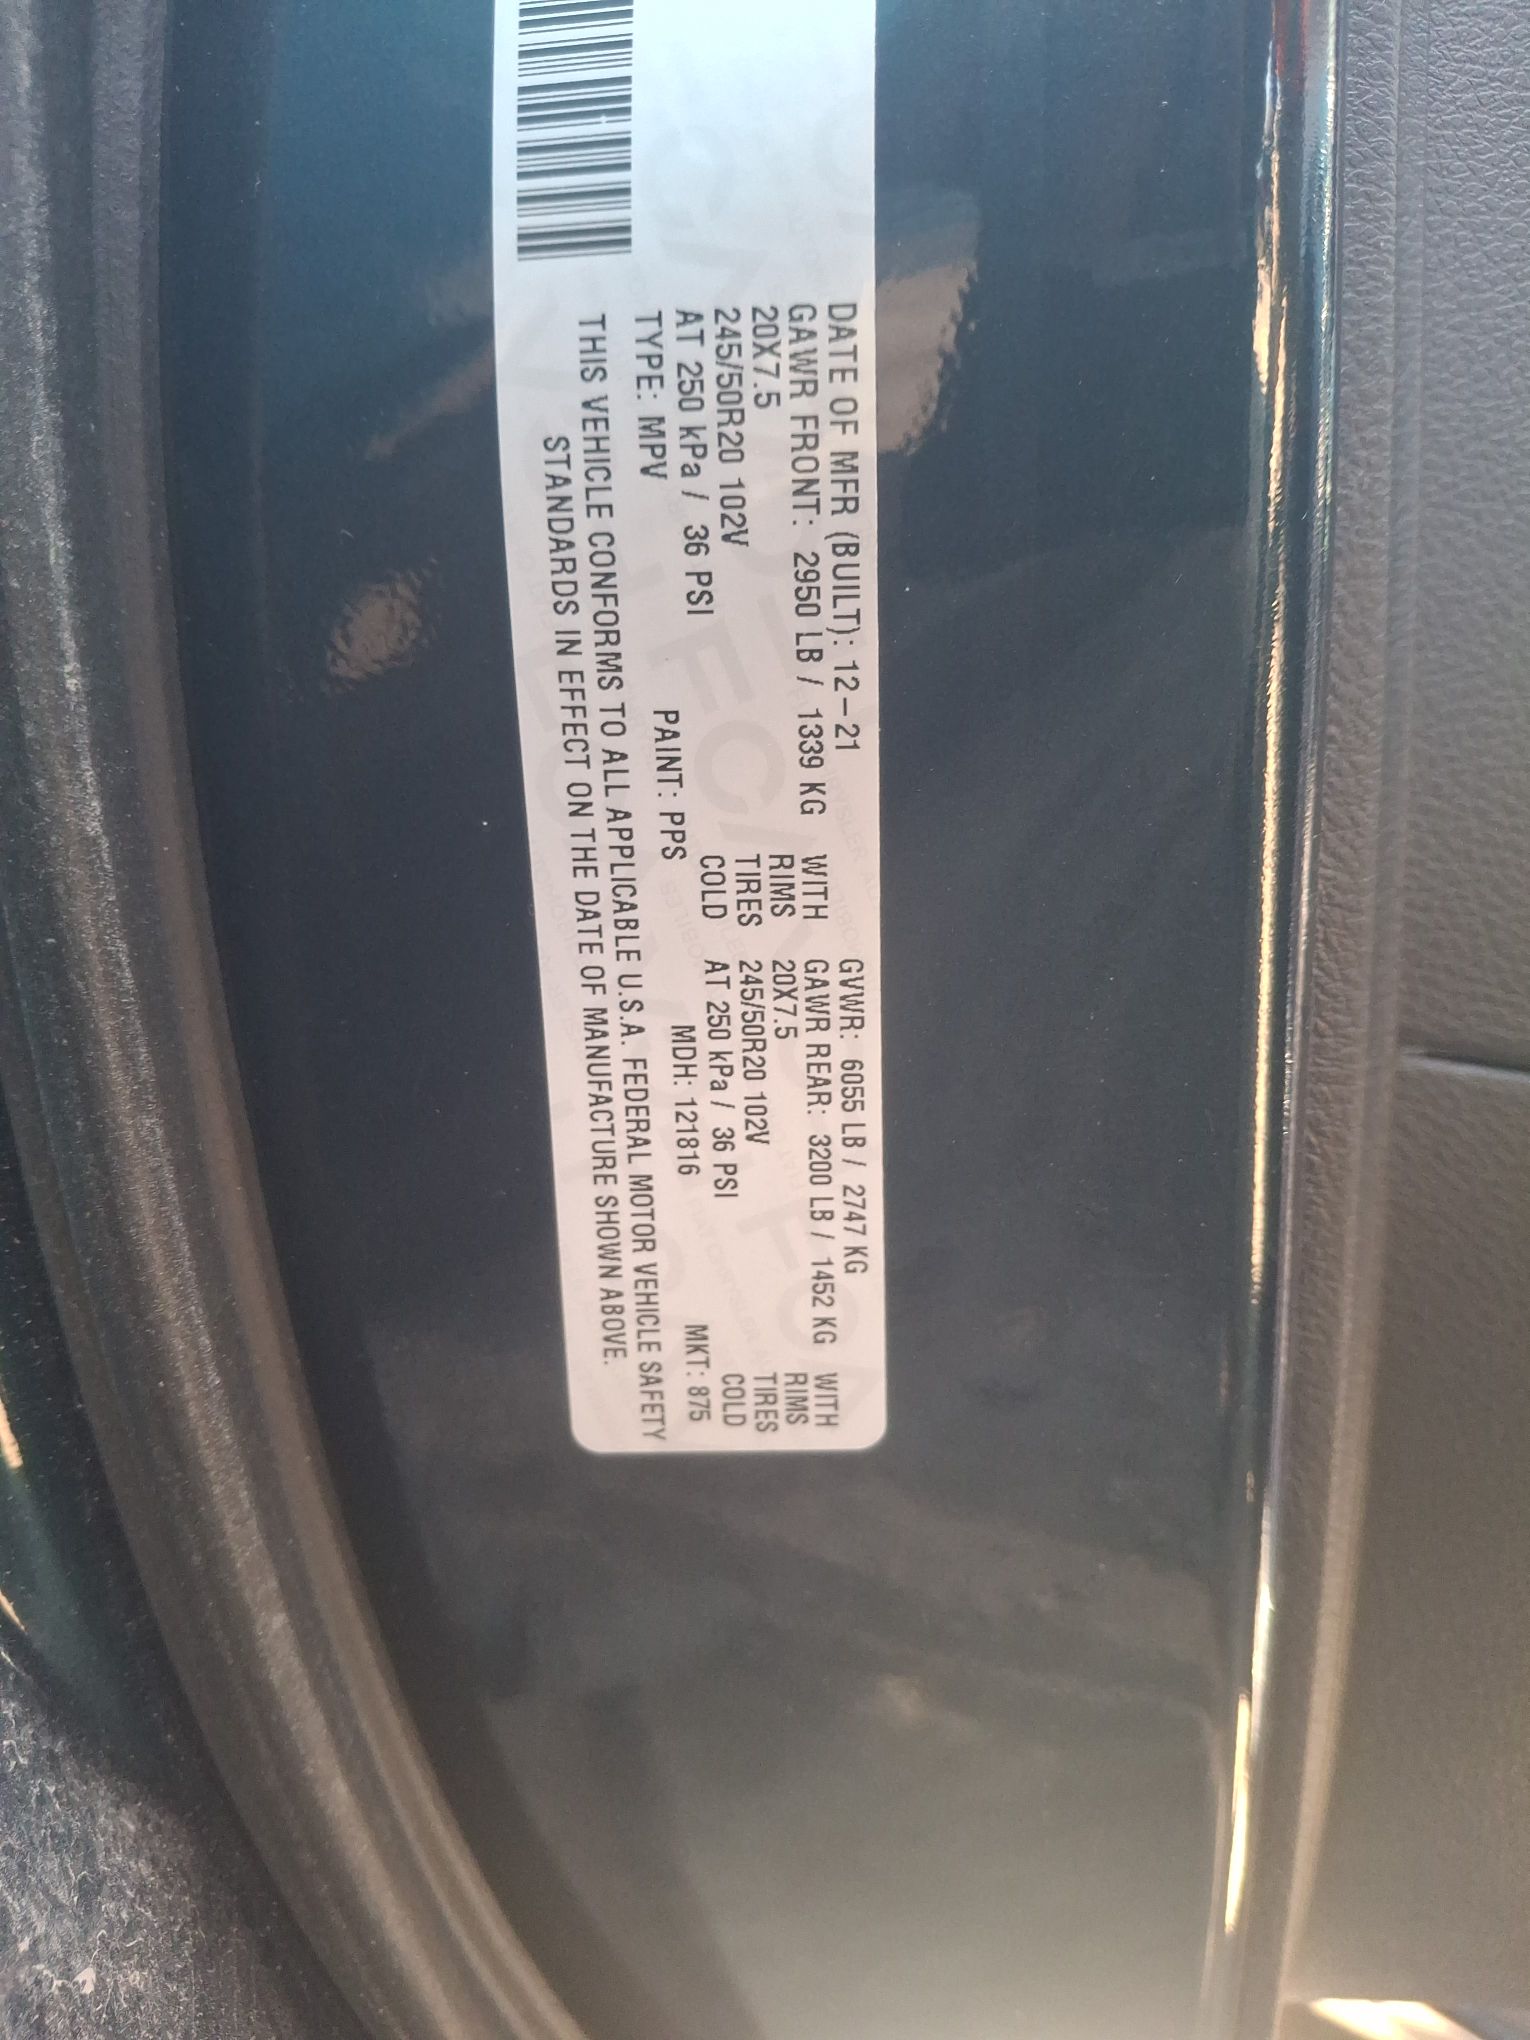 DATE OF MFR (BUILT): 12-21 GVWR: 6055 LB / 2747 KG
GAWR FRONT: 2950 LB / 1339 KG WITH GAWR REAR: 3200 LB / 1452 KG WITH
20X7.5 RIMS 20X7.5 RIMS
245/50R20 102V TIRES 245/50R20 102V TIRES
AT 250 kPa / 36 PSI COLD AT 250 kPa / 36 PSI COLD
TYPE: MPV PAINT: PPS MDH: 121816 MKT: 875
THIS VEHICLE CONFORMS TO ALL APPLICABLE U.S.A. FEDERAL MOTOR VEHICLE SAFETY
STANDARDS IN EFFECT ON THE DATE OF MANUFACTURE SHOWN ABOVE.